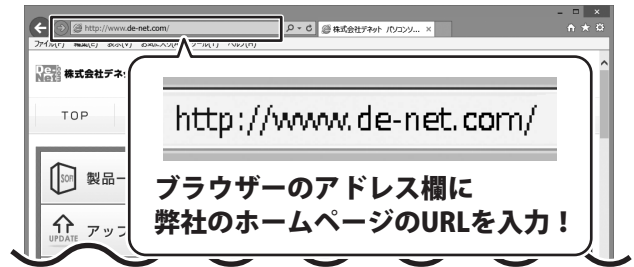 http://www.de-net.com/
株式会社デネット パソコンソ... ×
ファイル(F) 編集(E) 表示(V) お気に入り(A) ツール(T) ヘルプ(H)
De-Net 株式会社デネッ
TOP
http://www.de-net.com/
製品一
UPDATE アップ
ブラウザーのアドレス欄に
弊社のホームページのURLを入力！